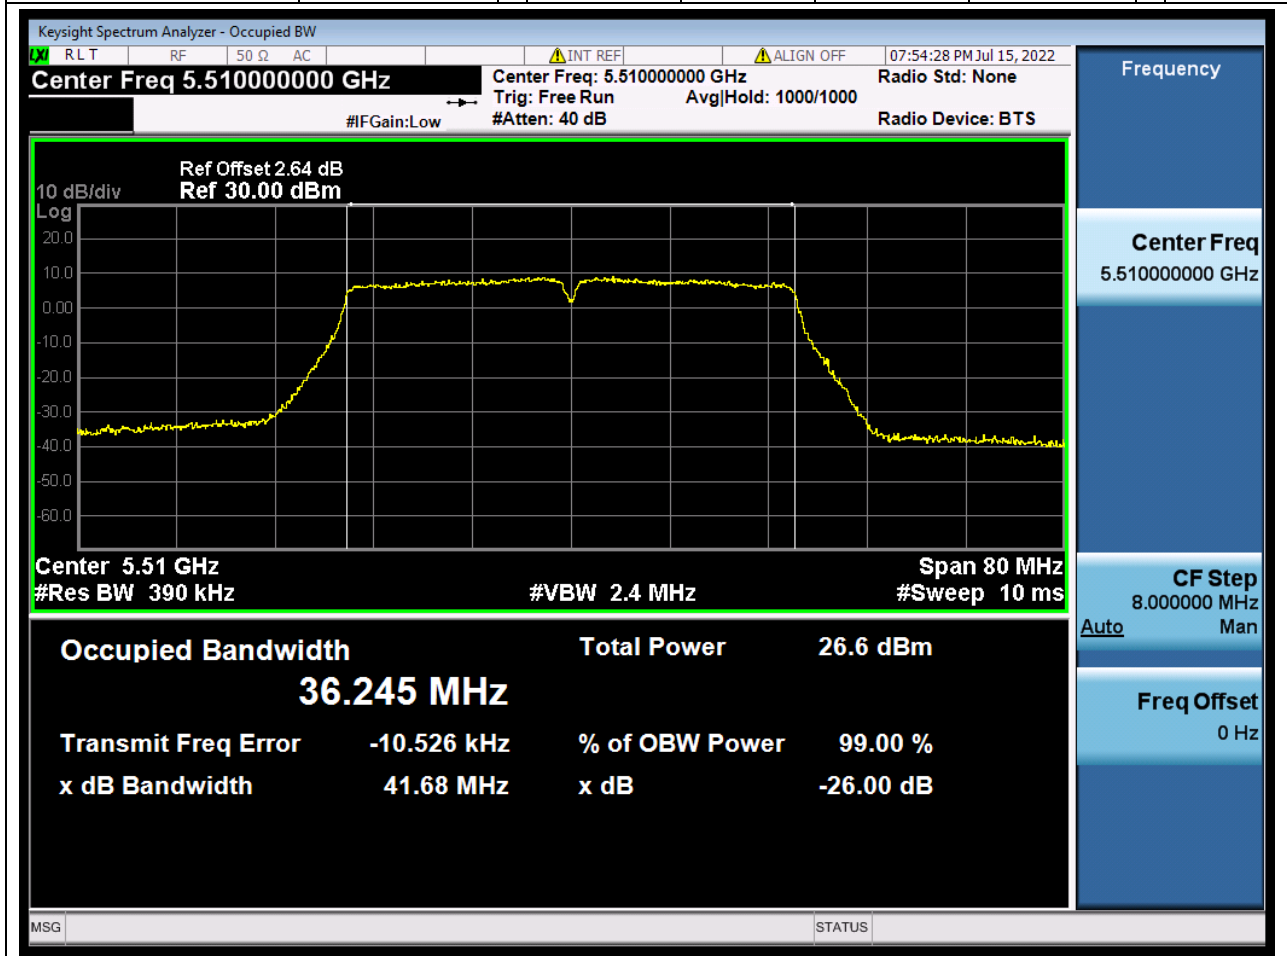 Keysight Spectrum Analyzer - Occupied BW
LXI RLT RF 50 Ω AC INT REF ALIGN OFF 07:54:28 PM Jul 15, 2022
Center Freq 5.510000000 GHz
Center Freq: 5.510000000 GHz
Radio Std: None
Trig: Free Run Avg|Hold: 1000/1000
#IFGain:Low
#Atten: 40 dB
Radio Device: BTS
Ref Offset 2.64 dB
10 dB/div Ref 30.00 dBm
Log
20.0
10.0
0.00
-10.0
-20.0
-30.0
-40.0
-50.0
-60.0
Center 5.51 GHz Span 80 MHz
#Res BW 390 kHz #VBW 2.4 MHz #Sweep 10 ms
Occupied Bandwidth Total Power 26.6 dBm
36.245 MHz
Transmit Freq Error -10.526 kHz % of OBW Power 99.00 %
x dB Bandwidth 41.68 MHz x dB -26.00 dB
MSG STATUS
Frequency
Center Freq
5.510000000 GHz
CF Step
8.000000 MHz
Auto Man
Freq Offset
0 Hz